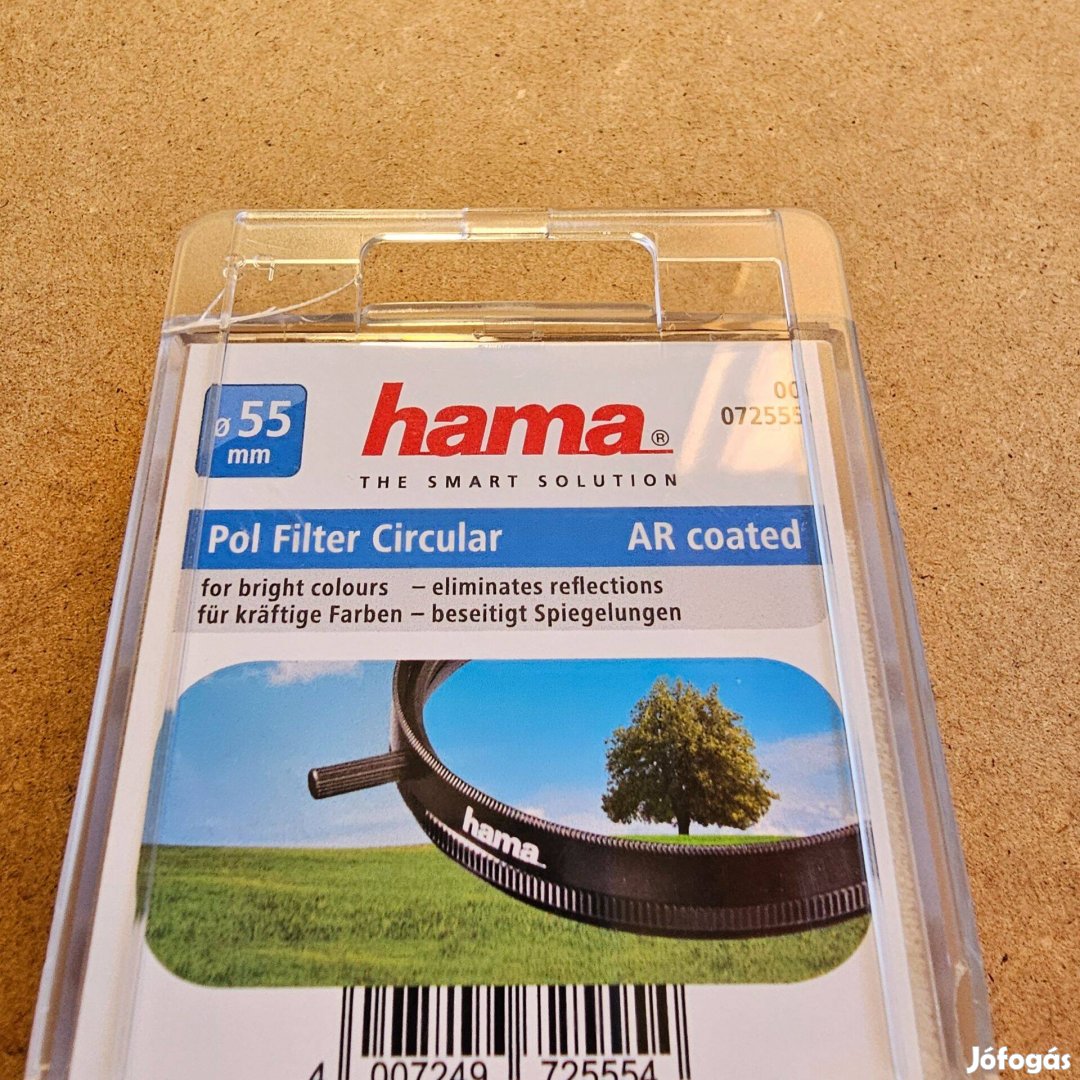 ø 55
mm
hama®
THE SMART SOLUTION
00
072555
Pol Filter Circular AR coated
for bright colours – eliminates reflections
für kräftige Farben – beseitigt Spiegelungen
hama
4 007249 725554
Jófogás